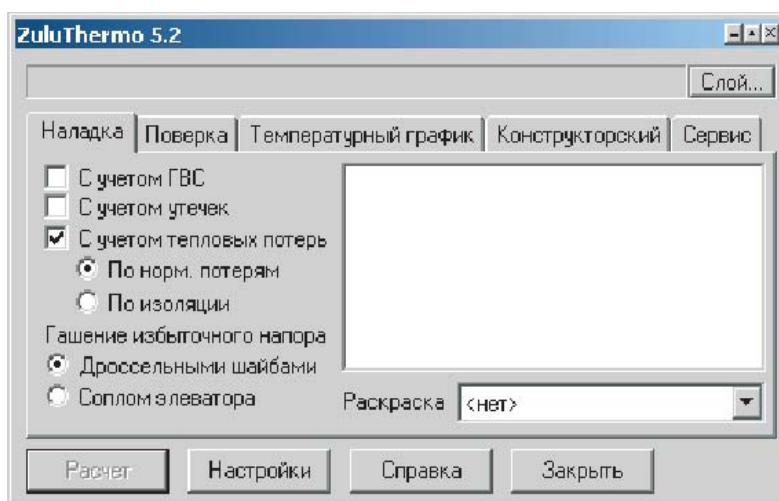 ZuluThermo 5.2
Слой...
Наладка Поверка Температурный график Конструкторский Сервис
С учетом ГВС
С учетом утечек
С учетом тепловых потерь
По норм. потерям
По изоляции
Гашение избыточного напора
Дроссельными шайбами
Соплом элеватора
Раскраска <нет>
Расчет Настройки Справка Закрыть